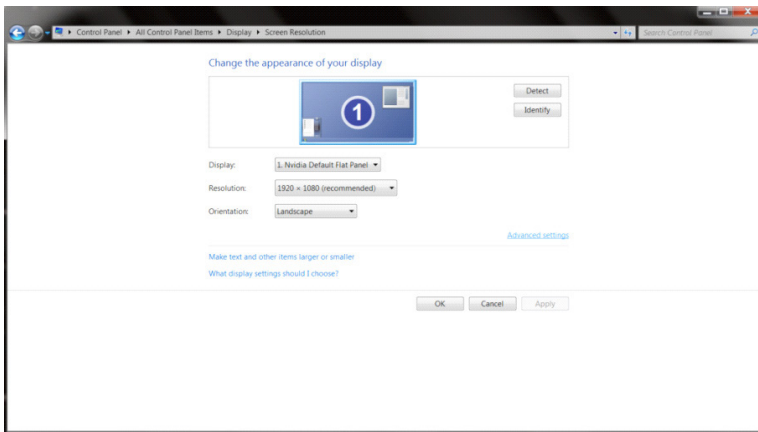 Control Panel ▸ All Control Panel Items ▸ Display ▸ Screen Resolution
Search Control Panel
Change the appearance of your display
1
Detect
Identify
Display: 1. Nvidia Default Flat Panel
Resolution: 1920 × 1080 (recommended)
Orientation: Landscape
Advanced settings
Make text and other items larger or smaller
What display settings should I choose?
OK Cancel Apply